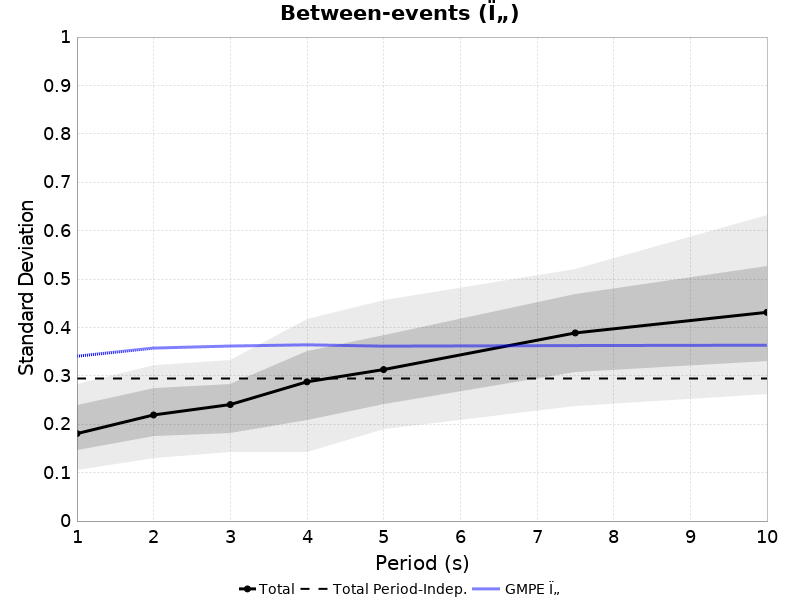 Between-events (Ï„)
1
0.9
0.8
0.7
0.6
0.5
0.4
0.3
0.2
0.1
0
Standard Deviation
1 2 3 4 5 6 7 8 9 10
Period (s)
Total Total Period-Indep. GMPE Ï„